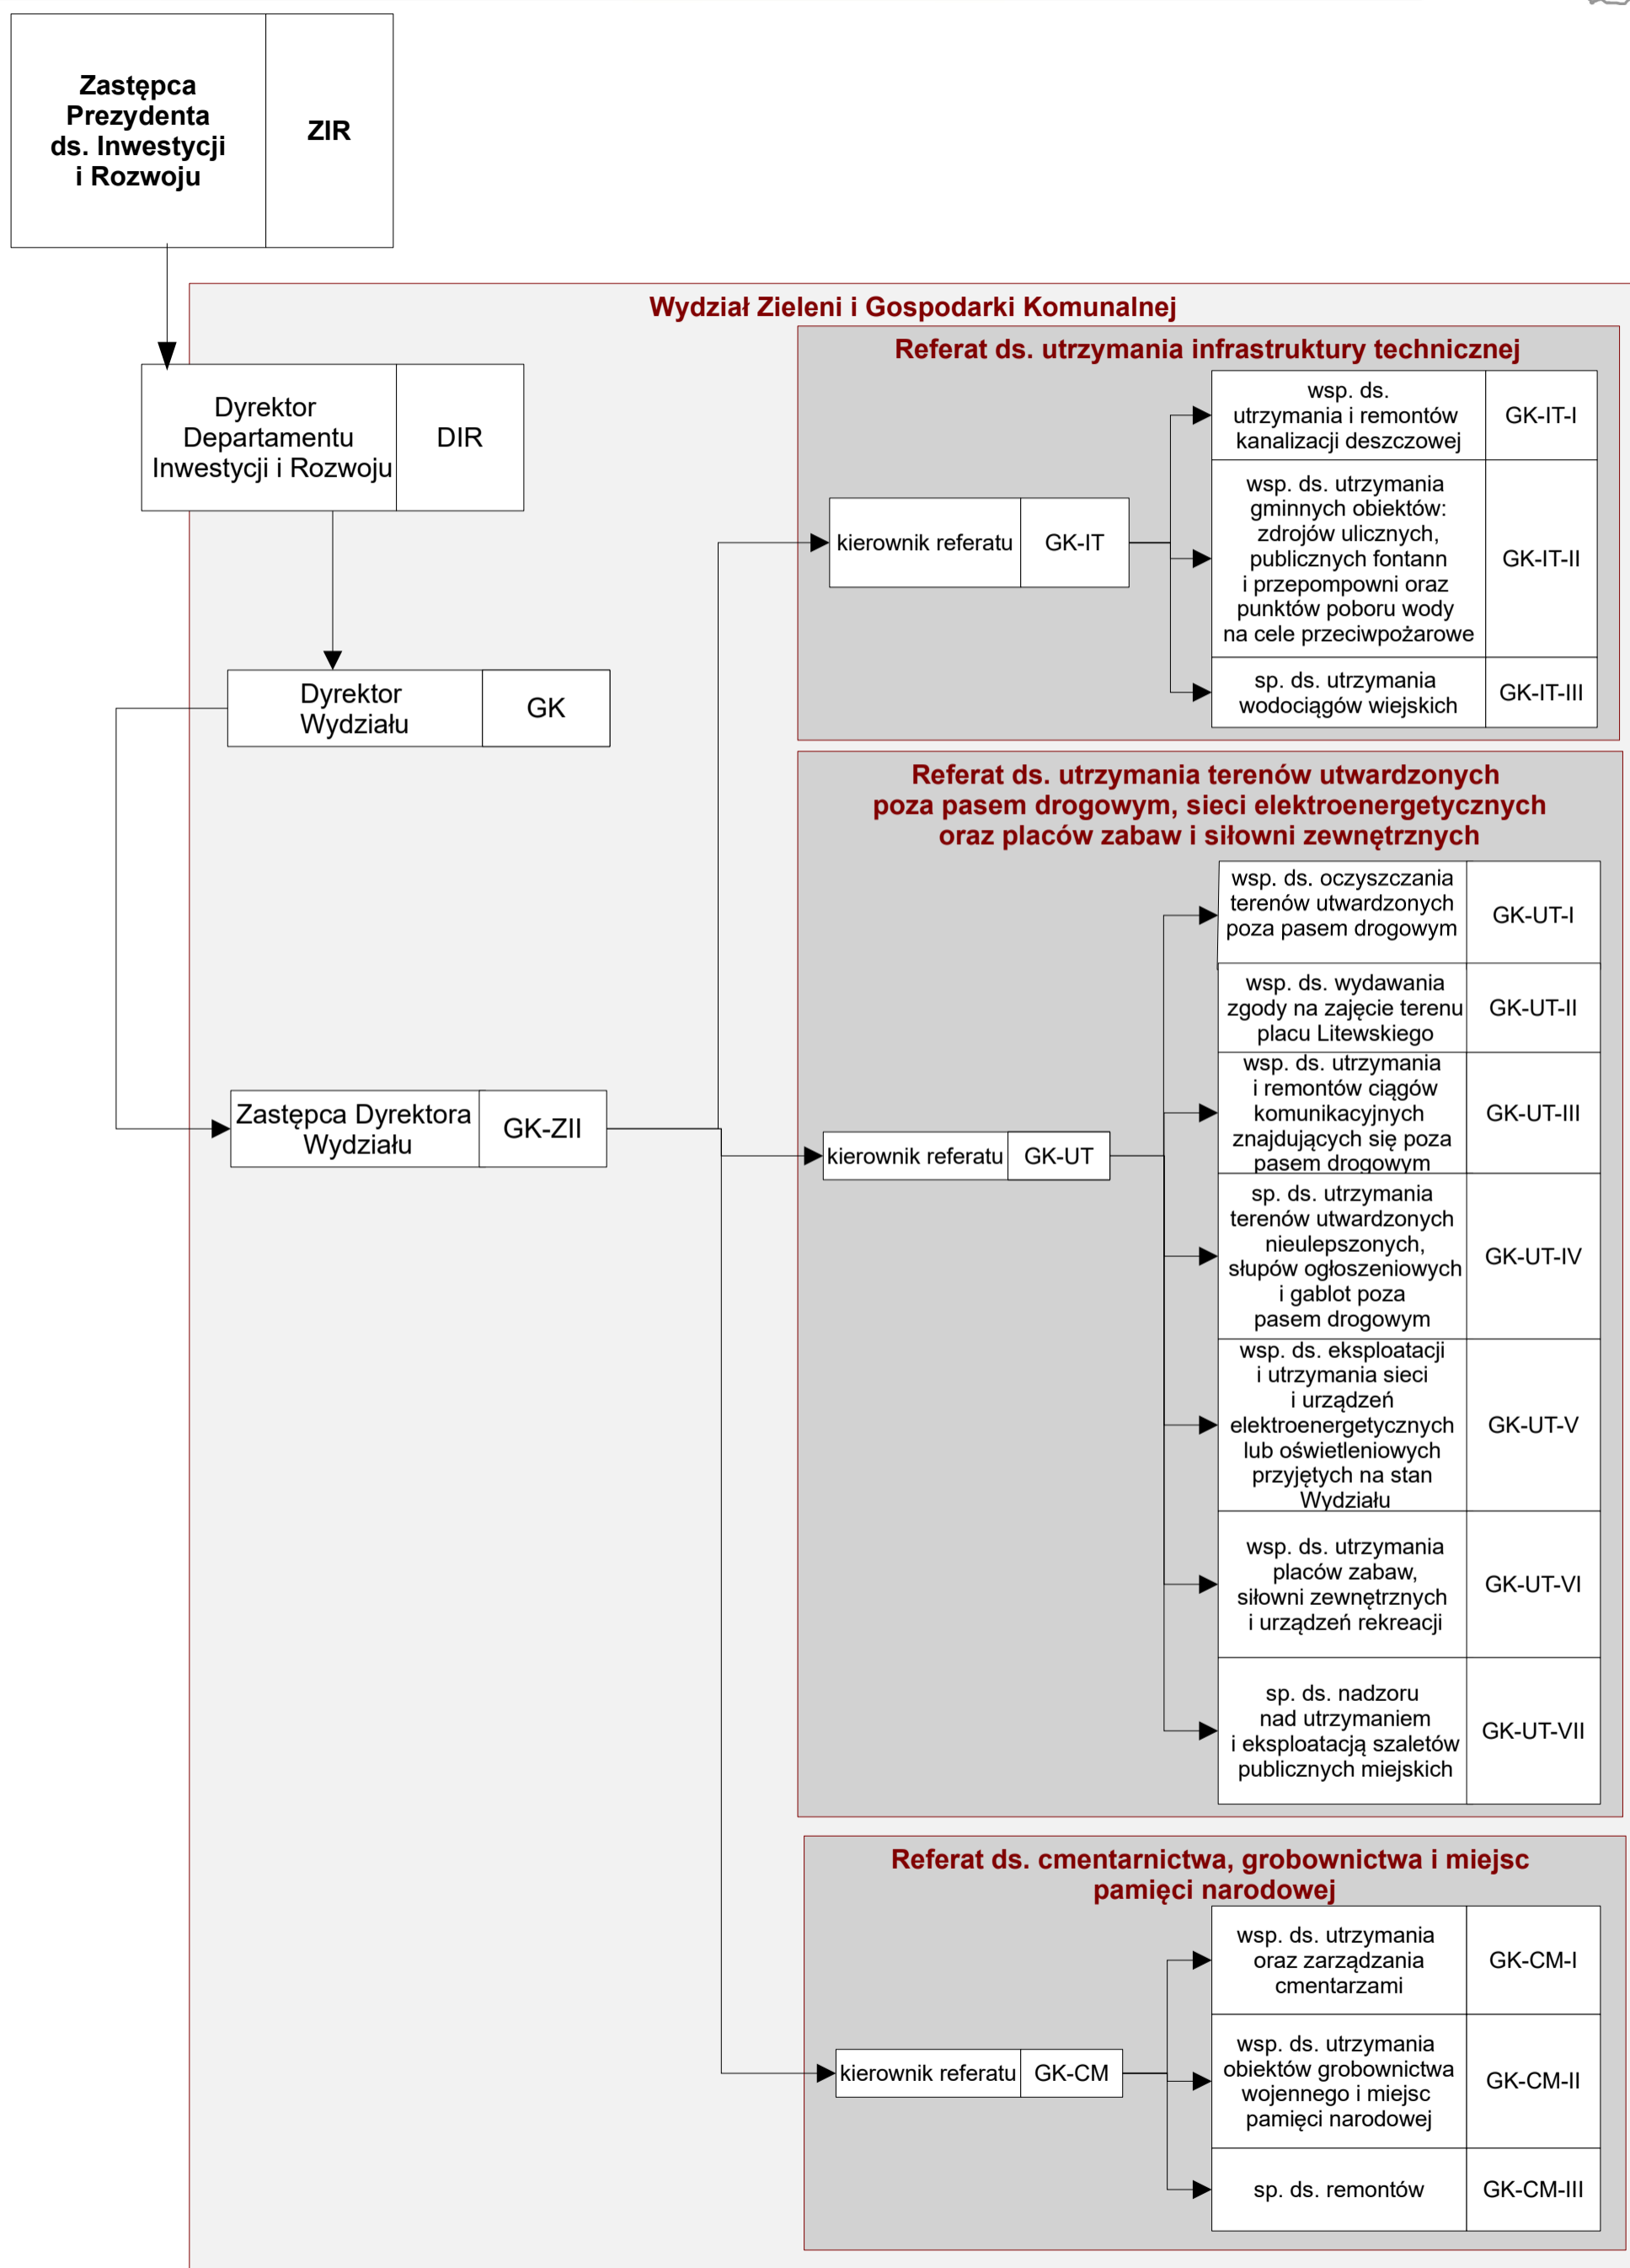 Zastępca
Prezydenta
ds. Inwestycji
i Rozwoju
ZIR
Wydział Zieleni i Gospodarki Komunalnej
Dyrektor
Departamentu
Inwestycji i Rozwoju
DIR
Dyrektor
Wydziału
GK
Zastępca Dyrektora
Wydziału
GK-ZII
Referat ds. utrzymania infrastruktury technicznej
kierownik referatu
GK-IT
wsp. ds.
utrzymania i remontów
kanalizacji deszczowej
GK-IT-I
wsp. ds. utrzymania
gminnych obiektów:
zdrojów ulicznych,
publicznych fontann
i przepompowni oraz
punktów poboru wody
na cele przeciwpożarowe
GK-IT-II
sp. ds. utrzymania
wodociągów wiejskich
GK-IT-III
Referat ds. utrzymania terenów utwardzonych
poza pasem drogowym, sieci elektroenergetycznych
oraz placów zabaw i siłowni zewnętrznych
kierownik referatu
GK-UT
wsp. ds. oczyszczania
terenów utwardzonych
poza pasem drogowym
GK-UT-I
wsp. ds. wydawania
zgody na zajęcie terenu
placu Litewskiego
GK-UT-II
wsp. ds. utrzymania
i remontów ciągów
komunikacyjnych
znajdujących się poza
pasem drogowym
GK-UT-III
sp. ds. utrzymania
terenów utwardzonych
nieulepszonych,
słupów ogłoszeniowych
i gablot poza
pasem drogowym
GK-UT-IV
wsp. ds. eksploatacji
i utrzymania sieci
i urządzeń
elektroenergetycznych
lub oświetleniowych
przyjętych na stan
Wydziału
GK-UT-V
wsp. ds. utrzymania
placów zabaw,
siłowni zewnętrznych
i urządzeń rekreacji
GK-UT-VI
sp. ds. nadzoru
nad utrzymaniem
i eksploatacją szaletów
publicznych miejskich
GK-UT-VII
Referat ds. cmentarnictwa, grobownictwa i miejsc
pamięci narodowej
kierownik referatu
GK-CM
wsp. ds. utrzymania
oraz zarządzania
cmentarzami
GK-CM-I
wsp. ds. utrzymania
obiektów grobownictwa
wojennego i miejsc
pamięci narodowej
GK-CM-II
sp. ds. remontów
GK-CM-III